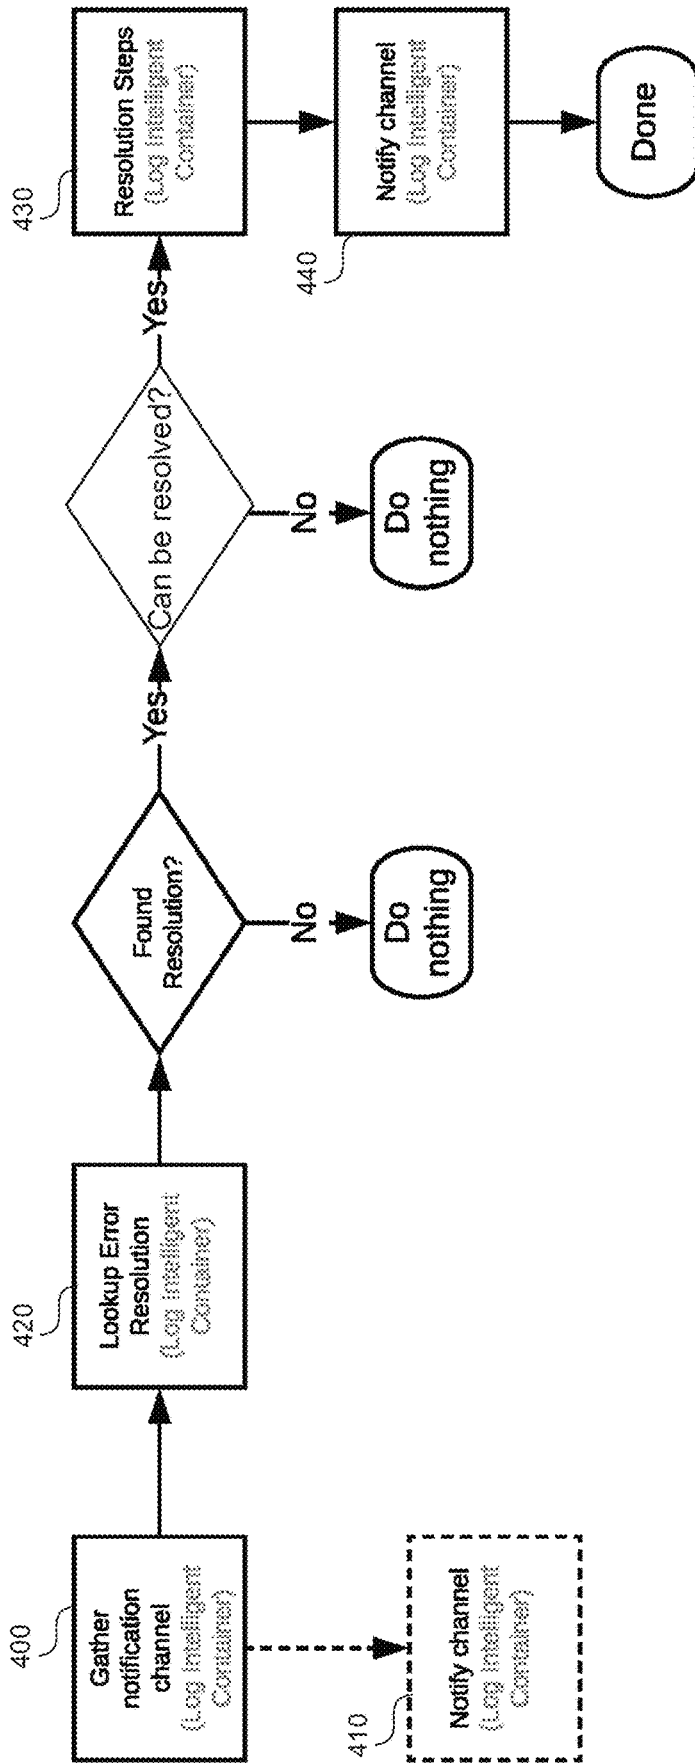 400
Gather
notification
channel
(Log Intelligent
Container)
410
Notify channel
(Log Intelligent
Container)
420
Lookup Error
Resolution
(Log Intelligent
Container)
Found
Resolution?
Yes
No
Do
nothing
Can be resolved?
Yes
No
Do
nothing
430
Resolution Steps
(Log Intelligent
Container)
440
Notify channel
(Log Intelligent
Container)
Done